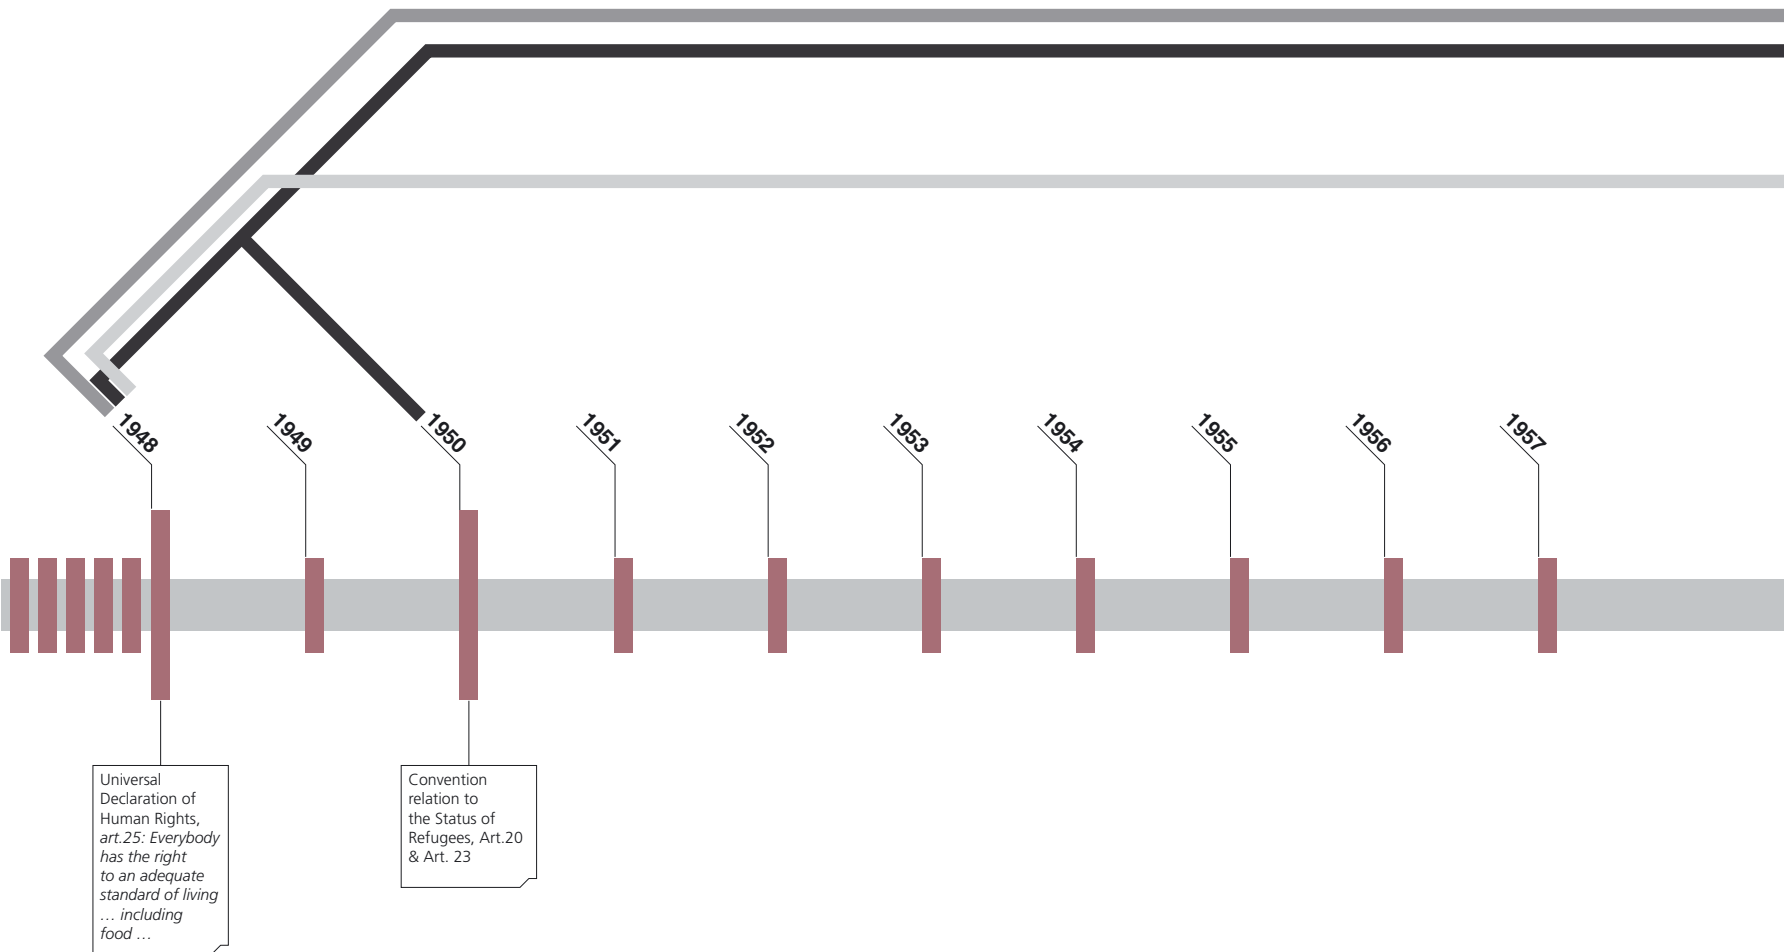 1948
1949
1950
1951
1952
1953
1954
1955
1956
1957
Universal
Declaration of
Human Rights,
art.25: Everybody
has the right
to an adequate
standard of living
… including
food …
Convention
relation to
the Status of
Refugees, Art.20
& Art. 23